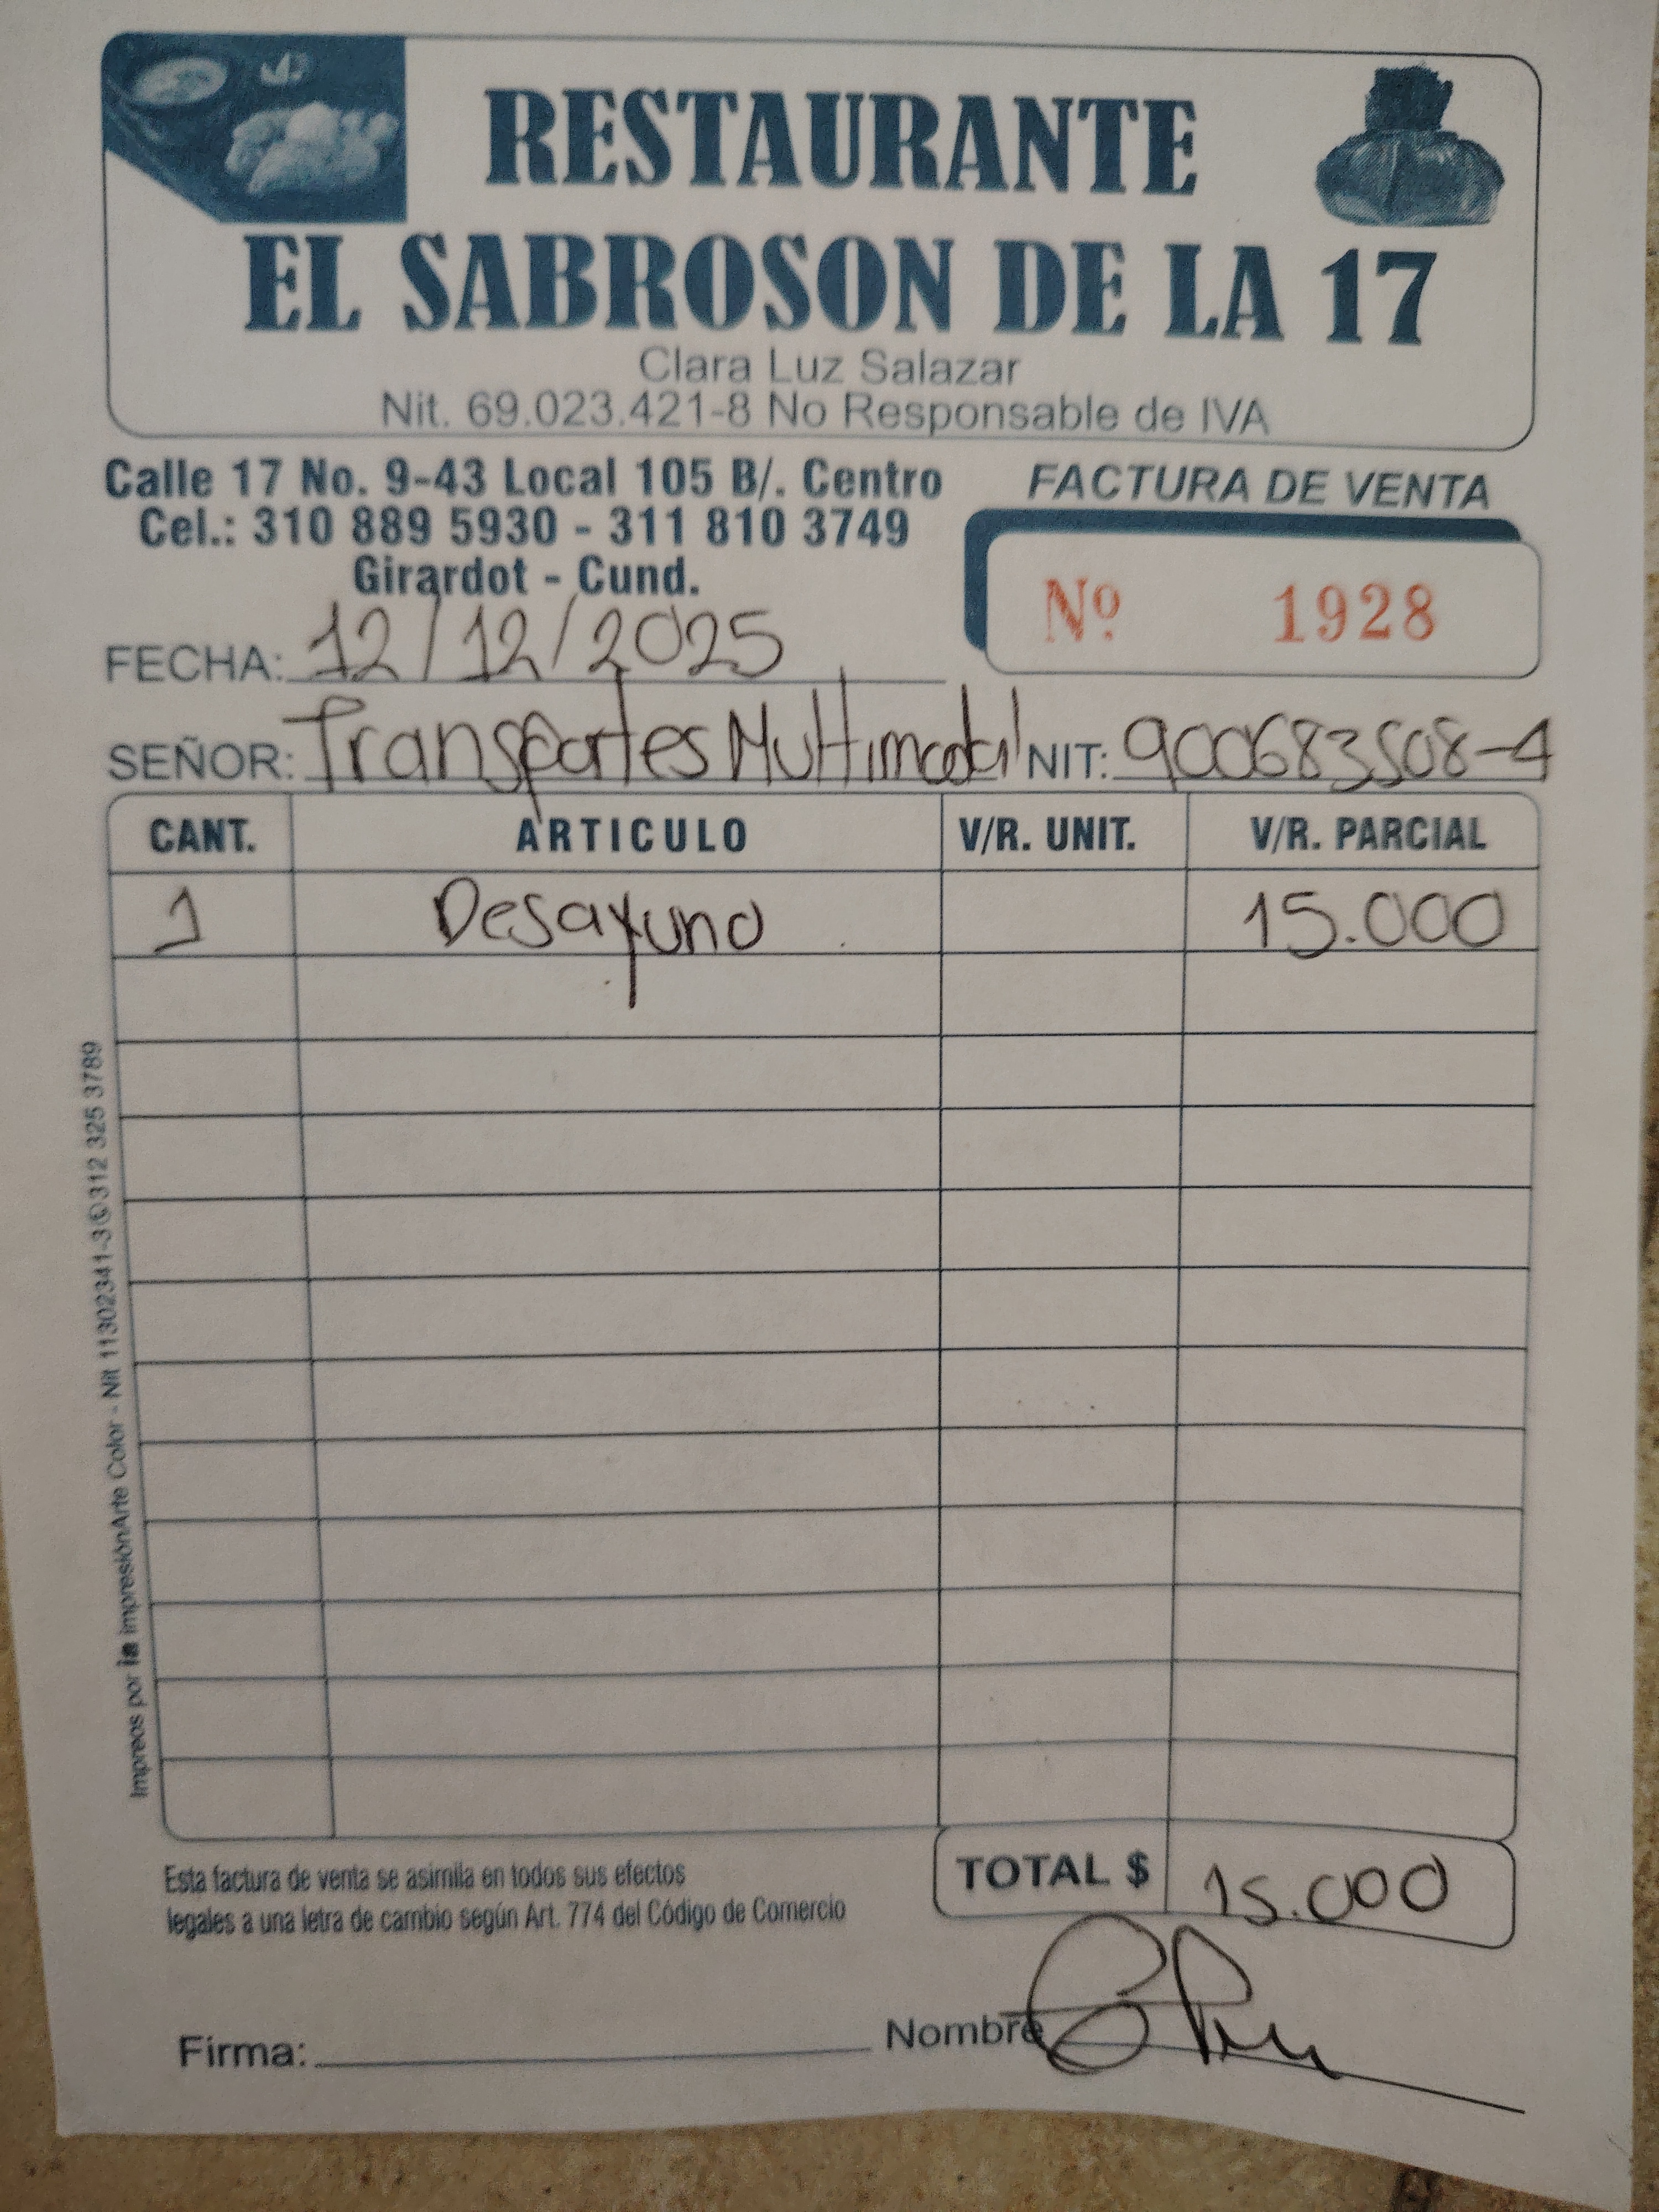 RESTAURANTE
EL SABROSON DE LA 17
Clara Luz Salazar
Nit. 69.023.421-8 No Responsable de IVA
Calle 17 No. 9-43 Local 105 B/. Centro
Cel.: 310 889 5930 - 311 810 3749
Girardot - Cund.
FACTURA DE VENTA
Nº 1928
FECHA: 12/12/2025
SEÑOR: Transportes Multimodal NIT: 900683508-4
CANT. ARTICULO V/R. UNIT. V/R. PARCIAL
1 Desayuno 15.000
Impreos por ia impresiónArte Color - Nit 11302341-3 312 325 3789
Esta factura de venta se asimila en todos sus efectos
legales a una letra de cambio según Art. 774 del Código de Comercio
TOTAL $ 15.000
Firma: Nombre